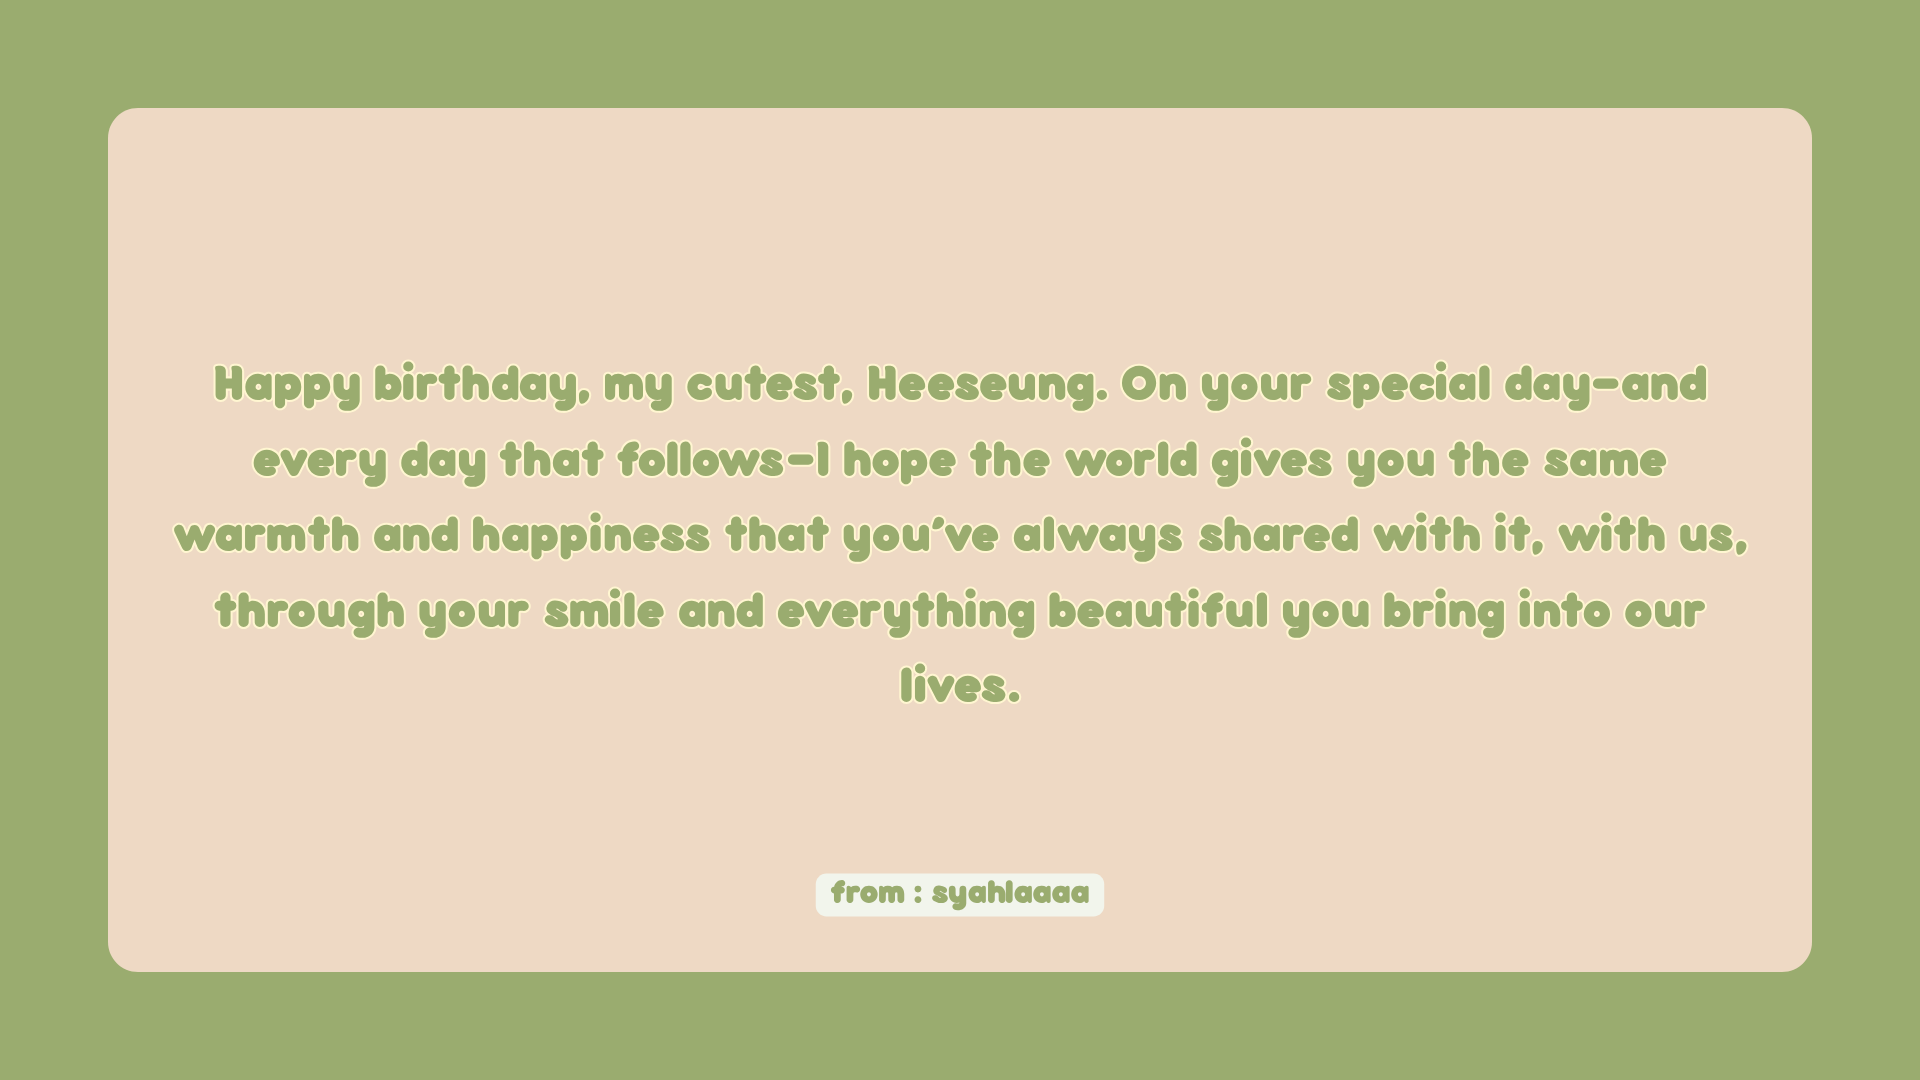 Happy birthday, my cutest, Heeseung. On your special day-and
every day that follows-I hope the world gives you the same
warmth and happiness that you've always shared with it, with us,
through your smile and everything beautiful you bring into our
lives.
from : syahlaaaa